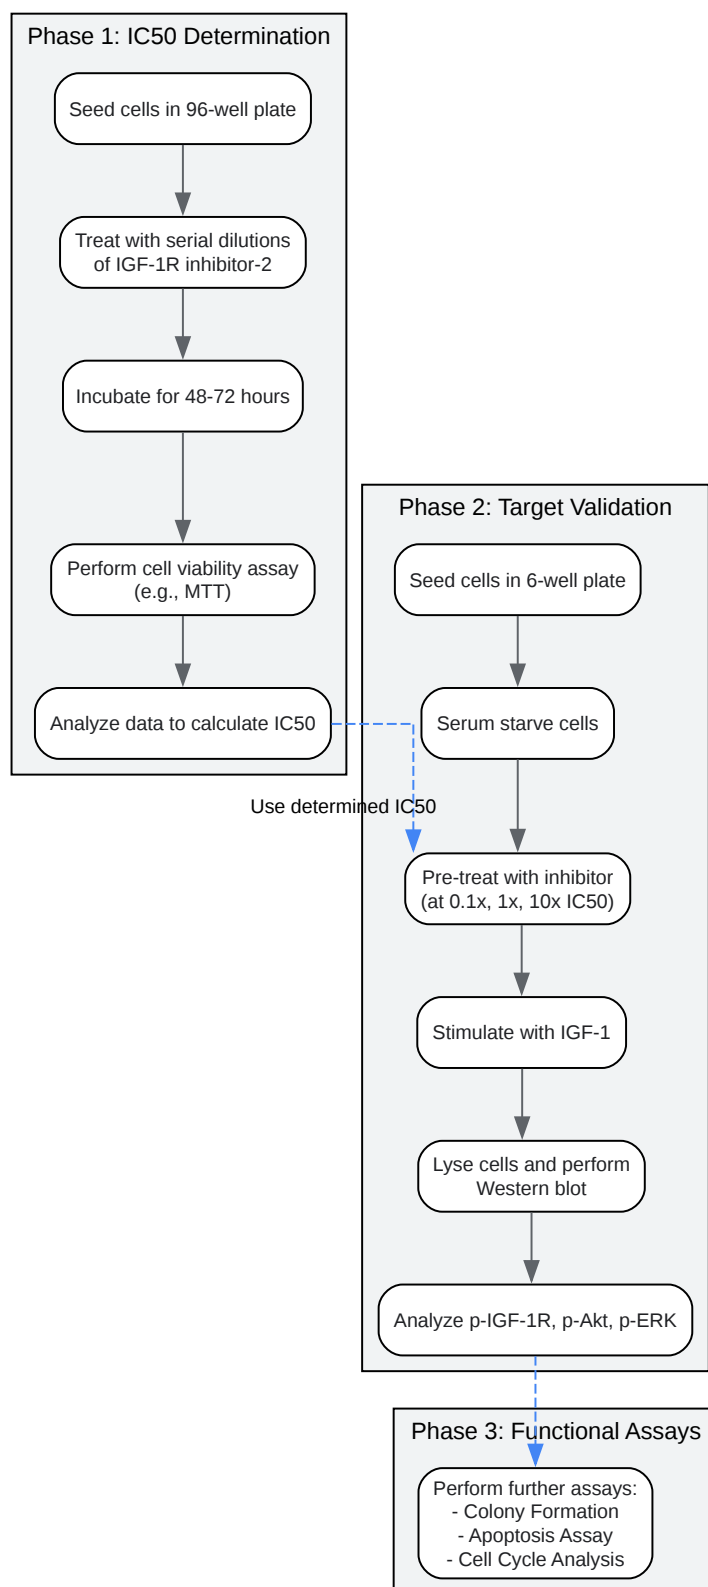 Phase 1: IC50 Determination
Seed cells in 96-well plate
Treat with serial dilutions
of IGF-1R inhibitor-2
Incubate for 48-72 hours
Perform cell viability assay
(e.g., MTT)
Analyze data to calculate IC50
Use determined IC50
Phase 2: Target Validation
Seed cells in 6-well plate
Serum starve cells
Pre-treat with inhibitor
(at 0.1x, 1x, 10x IC50)
Stimulate with IGF-1
Lyse cells and perform
Western blot
Analyze p-IGF-1R, p-Akt, p-ERK
Phase 3: Functional Assays
Perform further assays:
- Colony Formation
- Apoptosis Assay
- Cell Cycle Analysis